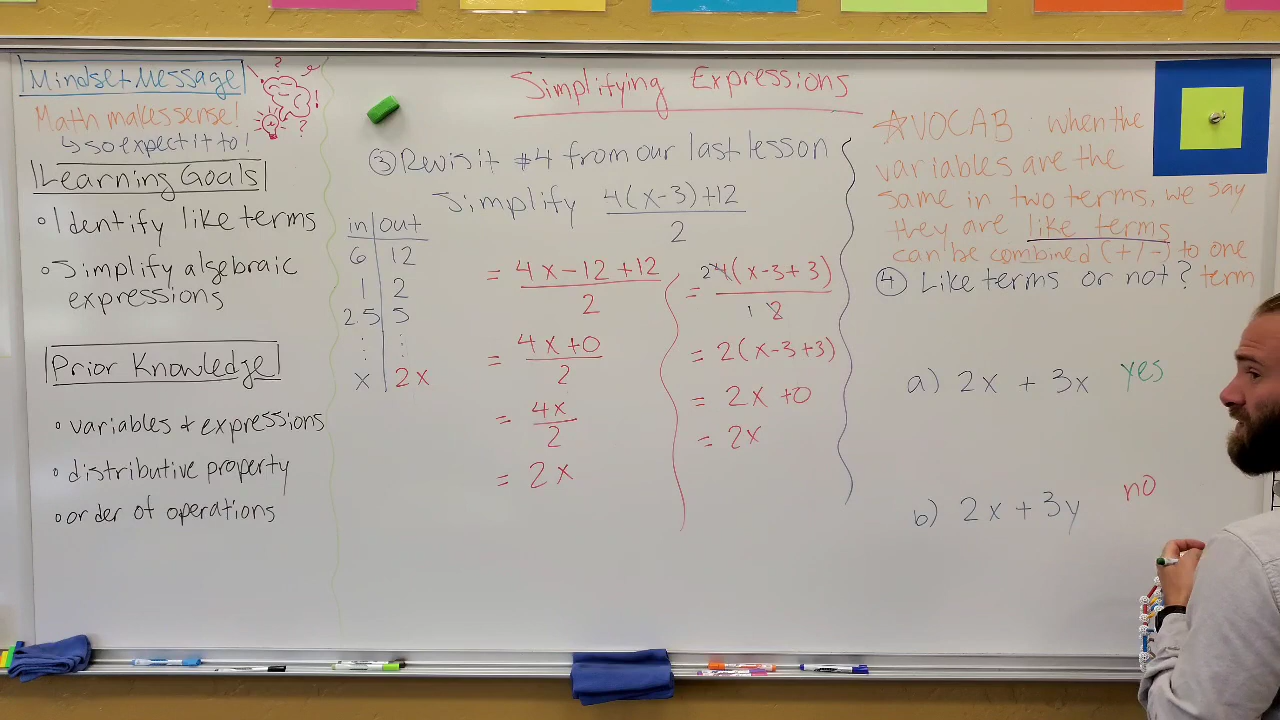 Mindset Message
Math makes sense!
↳ so expect it to!
Learning Goals
• Identify like terms
• Simplify algebraic
expressions
Prior Knowledge
• variables & expressions
• distributive property
• order of operations
Simplifying Expressions
③ Revisit #4 from our last lesson
Simplify 4(x-3)+12
2
in | out
6 | 12
1 | 2
2.5 | 5
⋮ | ⋮
x | 2x
= 4x-12+12
2
= 4x+0
2
= 4x
2
= 2x
= 2 4(x-3+3)
1 2
= 2(x-3+3)
= 2x+0
= 2x
☆VOCAB: when the
variables are the
same in two terms, we say
they are like terms
can be combined (+/-) to one
term
④ Like terms or not?
a) 2x + 3x yes
b) 2x + 3y no